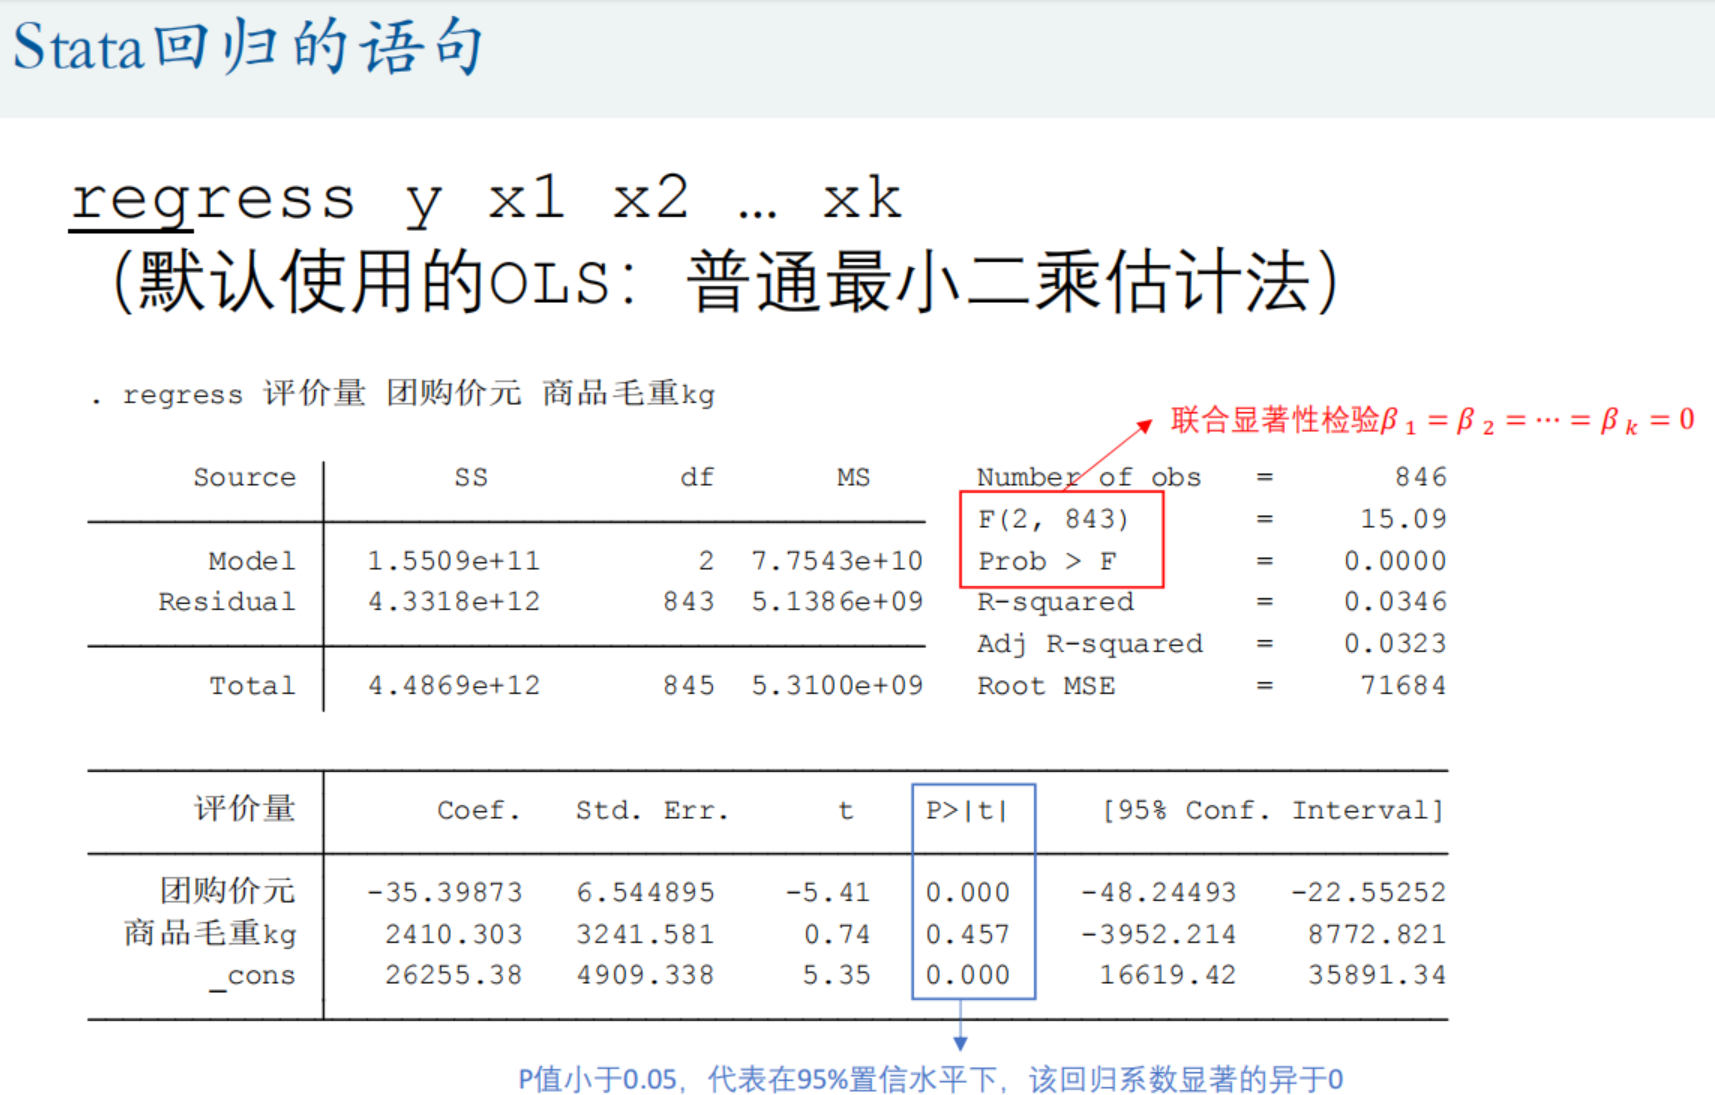 Stata回归的语句
regress y x1 x2 … xk
（默认使用的OLS：普通最小二乘估计法）
. regress 评价量 团购价元 商品毛重kg
联合显著性检验β 1 = β 2 = ⋯ = β k = 0
Source SS df MS Number of obs = 846
F(2, 843) = 15.09
Model 1.5509e+11 2 7.7543e+10 Prob > F = 0.0000
Residual 4.3318e+12 843 5.1386e+09 R-squared = 0.0346
Adj R-squared = 0.0323
Total 4.4869e+12 845 5.3100e+09 Root MSE = 71684
评价量 Coef. Std. Err. t P>|t| [95% Conf. Interval]
团购价元 -35.39873 6.544895 -5.41 0.000 -48.24493 -22.55252
商品毛重kg 2410.303 3241.581 0.74 0.457 -3952.214 8772.821
_cons 26255.38 4909.338 5.35 0.000 16619.42 35891.34
P值小于0.05，代表在95%置信水平下，该回归系数显著的异于0